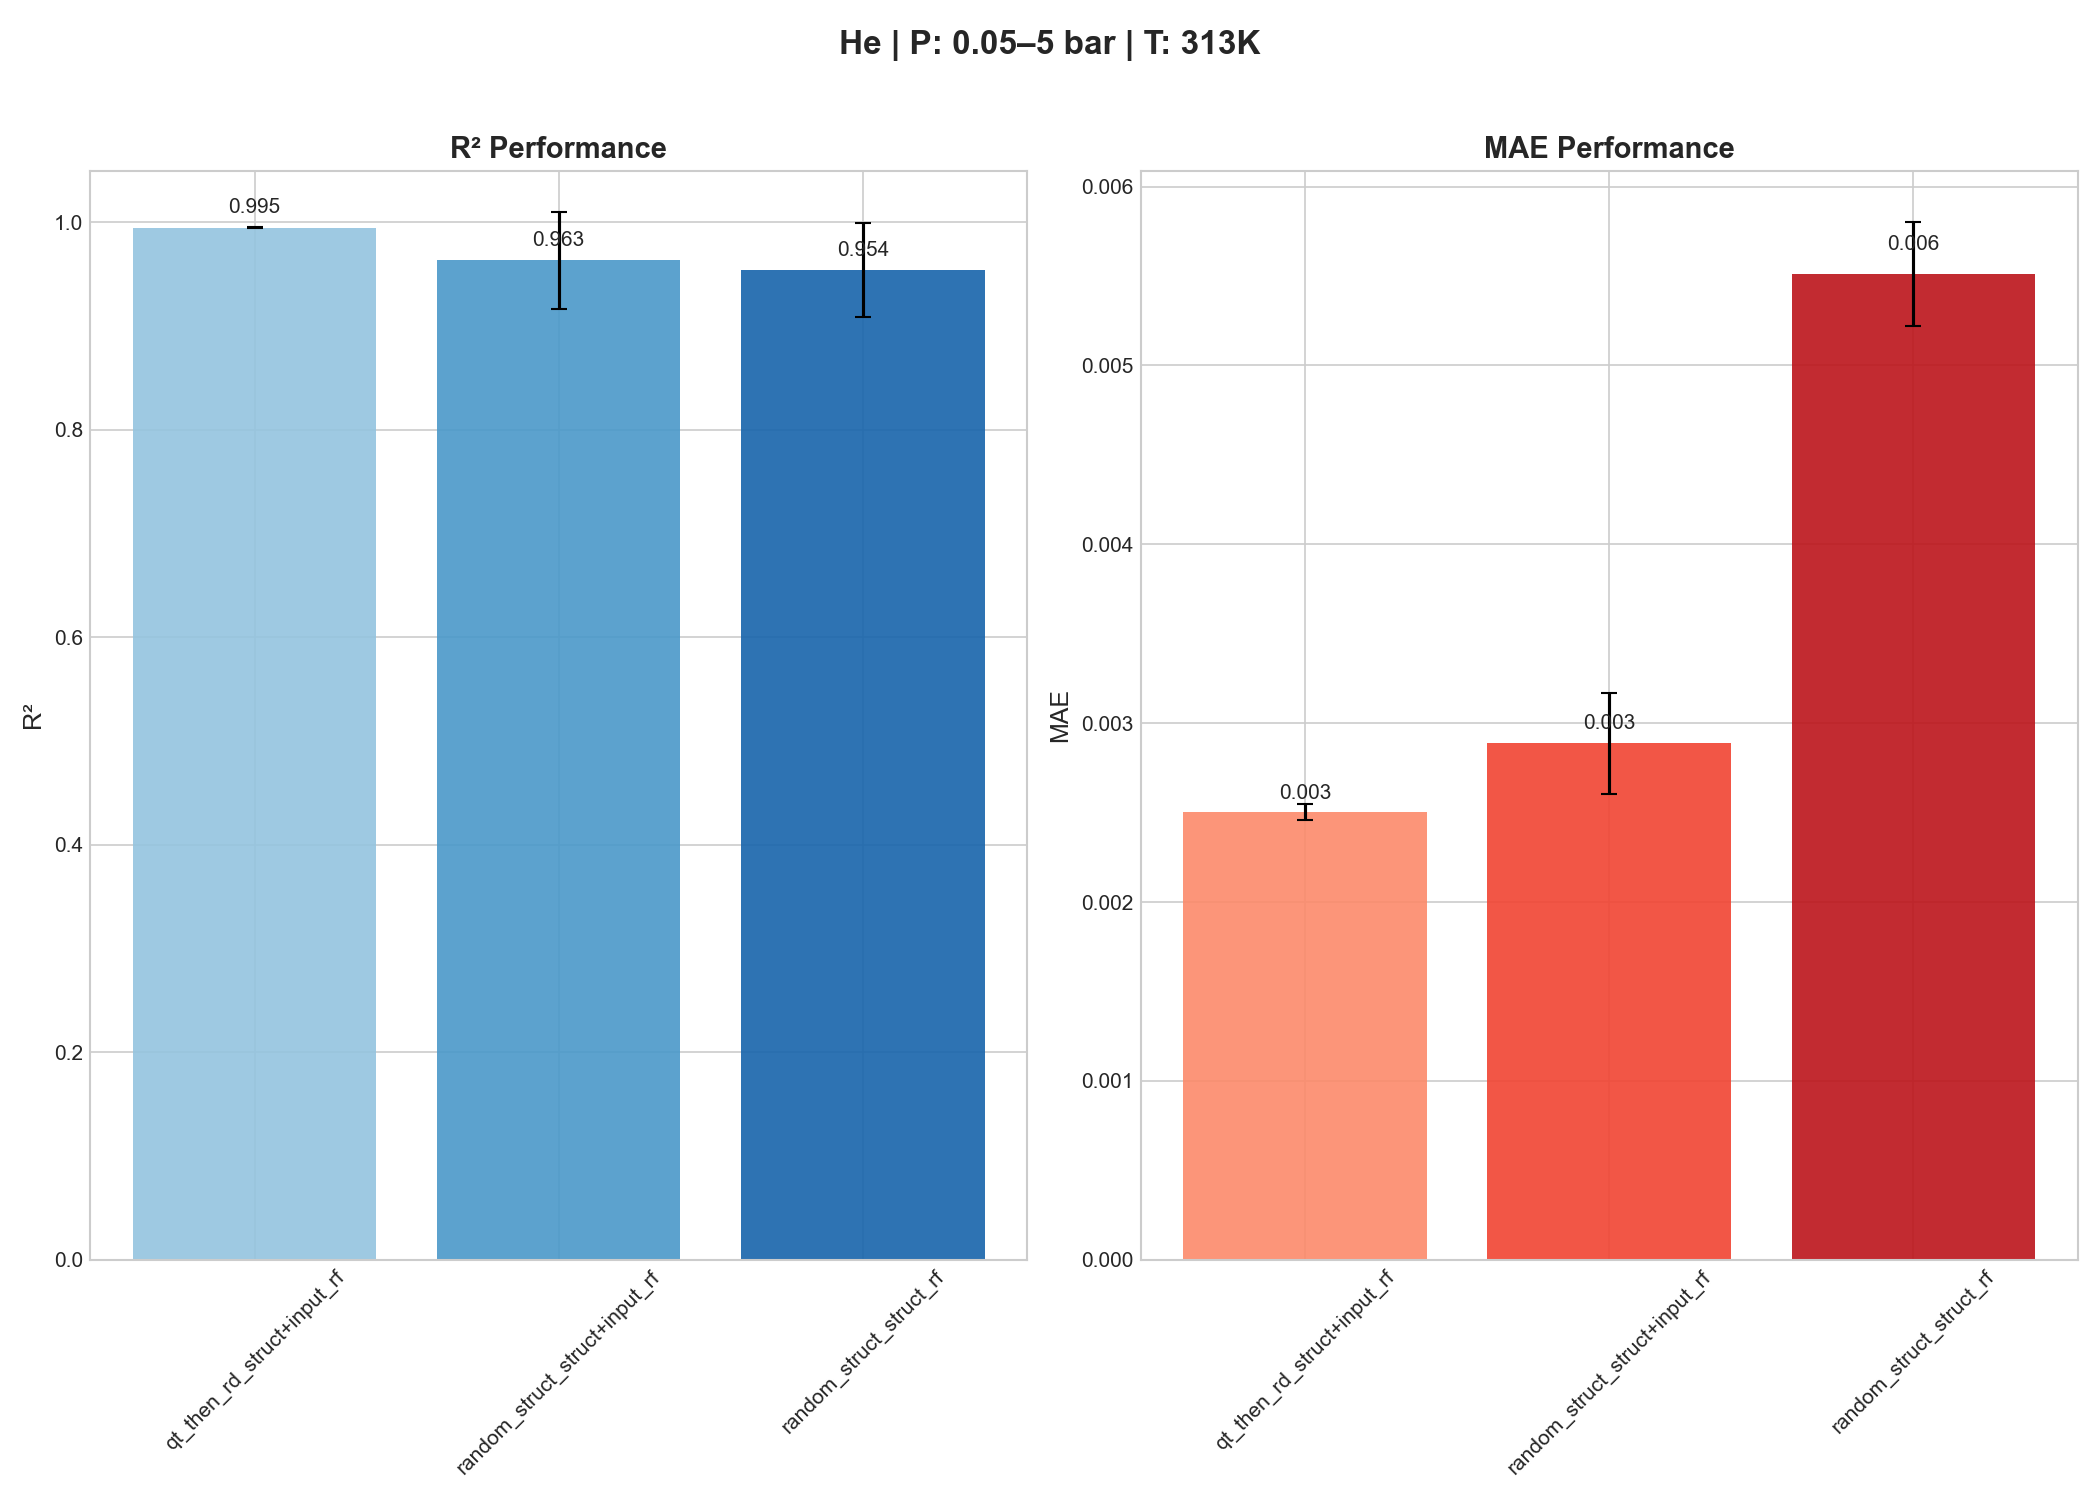 He | P: 0.05–5 bar | T: 313K
R² Performance
R²
1.0
0.8
0.6
0.4
0.2
0.0
0.995
0.963
0.954
qt_then_rd_struct+input_rf
random_struct_struct+input_rf
random_struct_struct_rf
MAE Performance
MAE
0.006
0.005
0.004
0.003
0.002
0.001
0.000
0.003
0.003
0.006
qt_then_rd_struct+input_rf
random_struct_struct+input_rf
random_struct_struct_rf